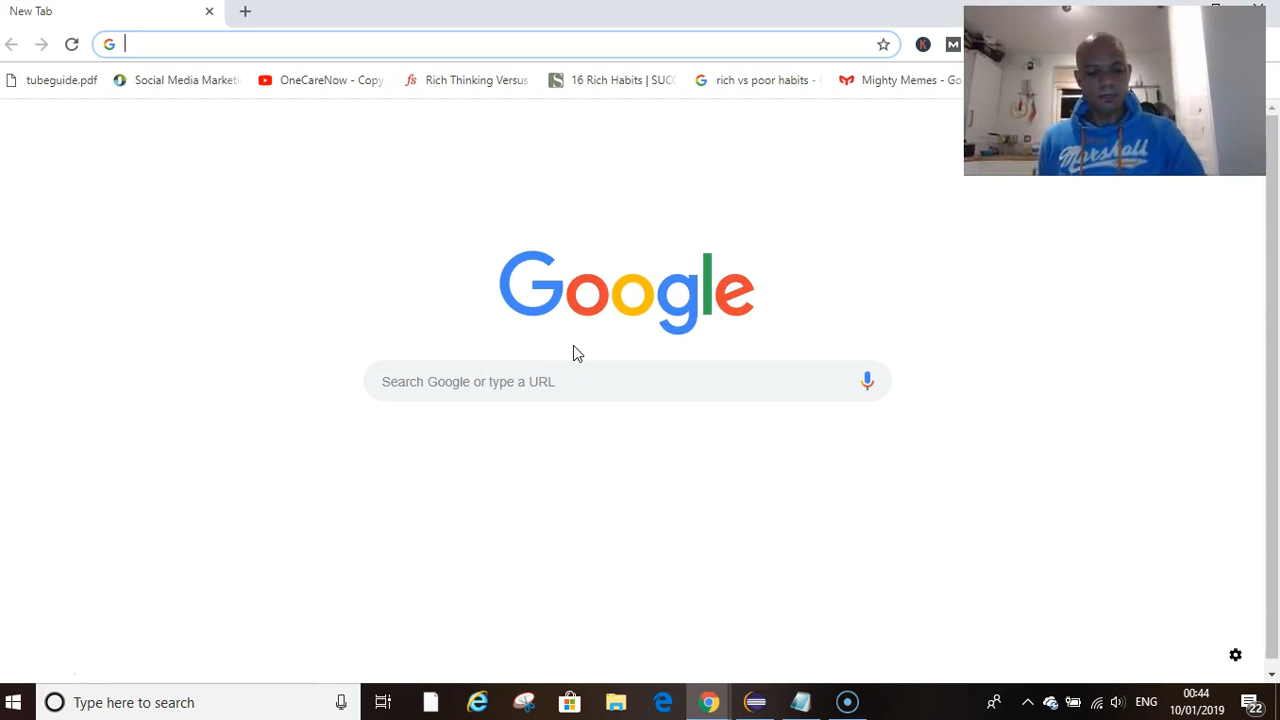 New Tab
tubeguide.pdf
Social Media Marketi
OneCareNow - Copy
Rich Thinking Versus
16 Rich Habits | SUCC
rich vs poor habits -
Mighty Memes - Go
Marshall
Google
Search Google or type a URL
Type here to search
ENG
00:44
10/01/2019
22